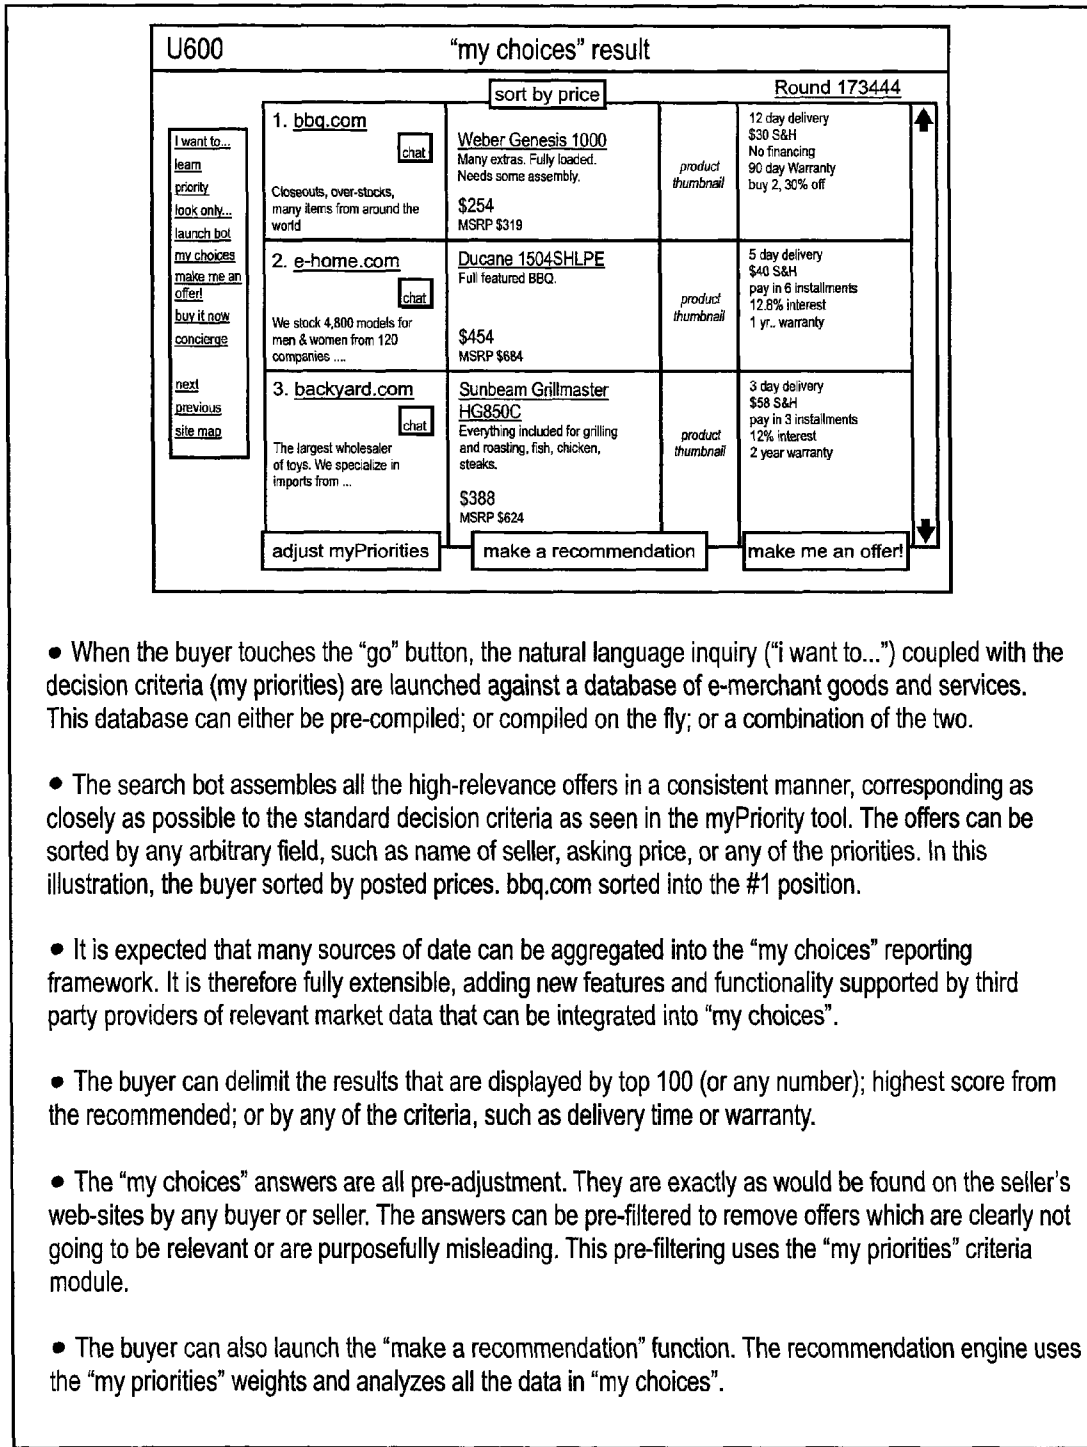 U600
“my choices” result
sort by price
Round 173444
I want to...
learn
priority
look only...
launch bot
my choices
make me an
offer!
buy it now
concierge
next
previous
site map
1. bbq.com
chat
Closeouts, over-stocks,
many items from around the
world
Weber Genesis 1000
Many extras. Fully loaded.
Needs some assembly.
$254
MSRP $319
product
thumbnail
12 day delivery
$30 S&H
No financing
90 day Warranty
buy 2, 30% off
2. e-home.com
chat
We stock 4,800 models for
men & women from 120
companies ....
Ducane 1504SHLPE
Full featured BBQ.
$454
MSRP $684
product
thumbnail
5 day delivery
$40 S&H
pay in 6 installments
12.8% interest
1 yr.. warranty
3. backyard.com
chat
The largest wholesaler
of toys. We specialize in
imports from ...
Sunbeam Grillmaster
HG850C
Everything included for grilling
and roasting, fish, chicken,
steaks.
$388
MSRP $624
product
thumbnail
3 day delivery
$58 S&H
pay in 3 installments
12% interest
2 year warranty
adjust myPriorities
make a recommendation
make me an offer!
• When the buyer touches the “go” button, the natural language inquiry (“i want to...”) coupled with the
decision criteria (my priorities) are launched against a database of e-merchant goods and services.
This database can either be pre-compiled; or compiled on the fly; or a combination of the two.
• The search bot assembles all the high-relevance offers in a consistent manner, corresponding as
closely as possible to the standard decision criteria as seen in the myPriority tool. The offers can be
sorted by any arbitrary field, such as name of seller, asking price, or any of the priorities. In this
illustration, the buyer sorted by posted prices. bbq.com sorted into the #1 position.
• It is expected that many sources of date can be aggregated into the “my choices” reporting
framework. It is therefore fully extensible, adding new features and functionality supported by third
party providers of relevant market data that can be integrated into “my choices”.
• The buyer can delimit the results that are displayed by top 100 (or any number); highest score from
the recommended; or by any of the criteria, such as delivery time or warranty.
• The “my choices” answers are all pre-adjustment. They are exactly as would be found on the seller’s
web-sites by any buyer or seller. The answers can be pre-filtered to remove offers which are clearly not
going to be relevant or are purposefully misleading. This pre-filtering uses the “my priorities” criteria
module.
• The buyer can also launch the “make a recommendation” function. The recommendation engine uses
the “my priorities” weights and analyzes all the data in “my choices”.